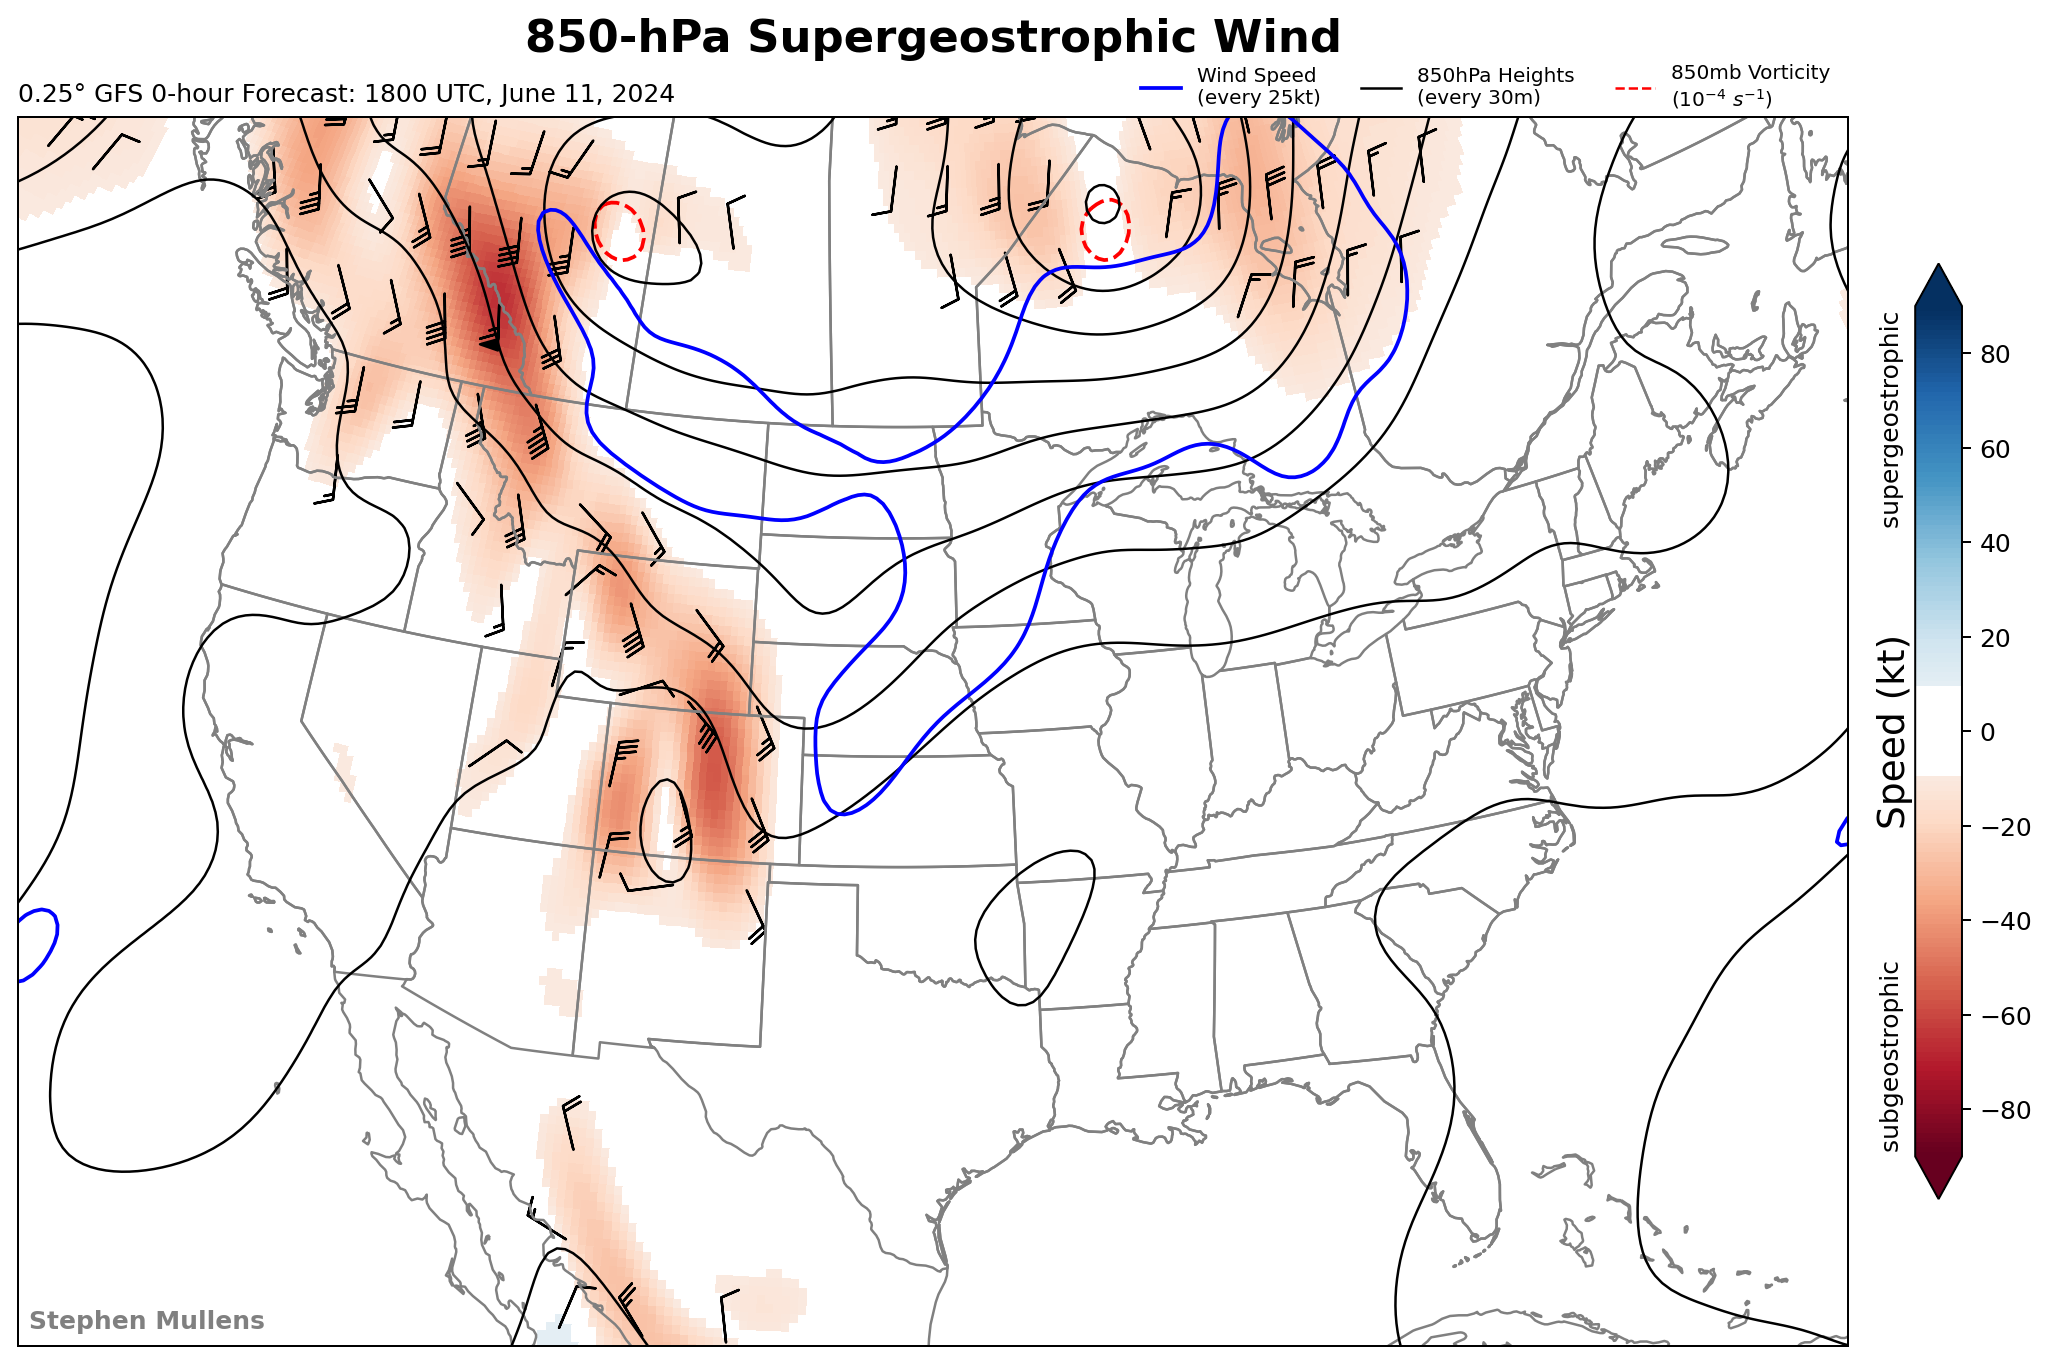 850-hPa Supergeostrophic Wind
0.25° GFS 0-hour Forecast: 1800 UTC, June 11, 2024
Wind Speed
(every 25kt)
850hPa Heights
(every 30m)
850mb Vorticity
(10⁻⁴ s⁻¹)
supergeostrophic
Speed (kt)
subgeostrophic
80
60
40
20
0
−20
−40
−60
−80
Stephen Mullens